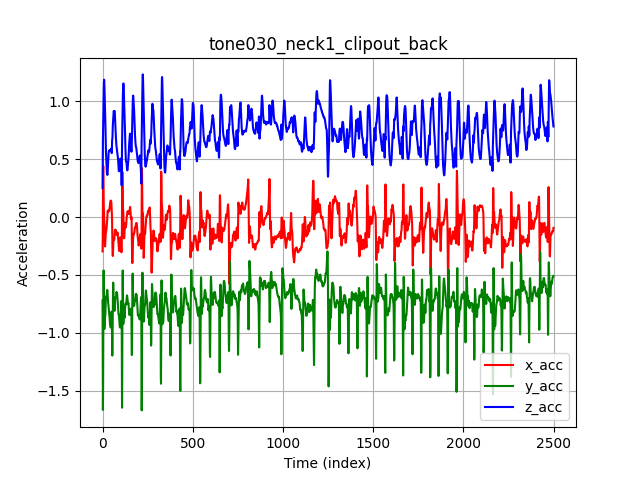 tone030_neck1_clipout_back
Acceleration
1.0
0.5
0.0
−0.5
−1.0
−1.5
0
500
1000
1500
2000
2500
Time (index)
x_acc
y_acc
z_acc